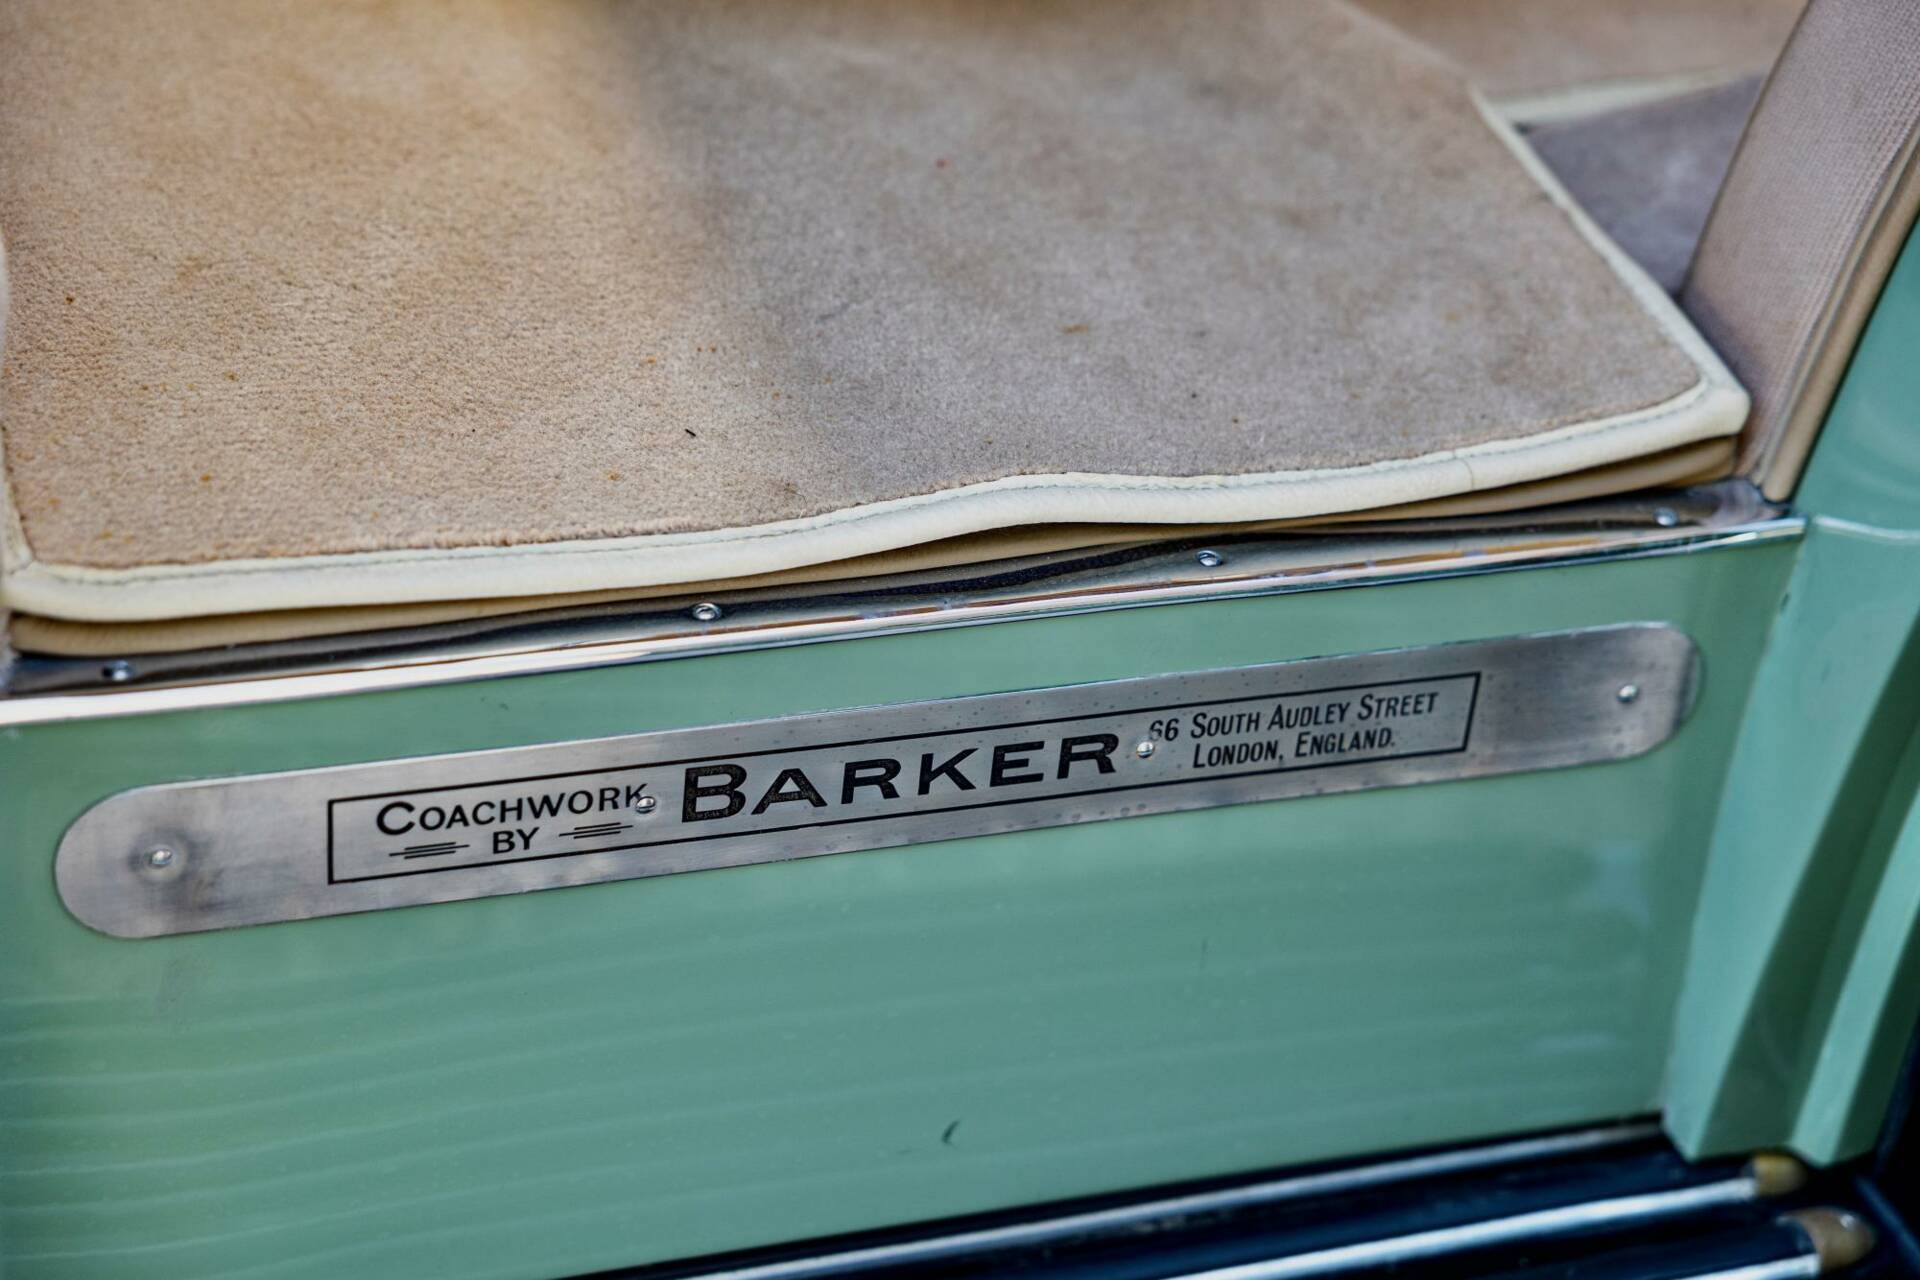 COACHWORK
BY
BARKER
66 SOUTH AUDLEY STREET
LONDON, ENGLAND.